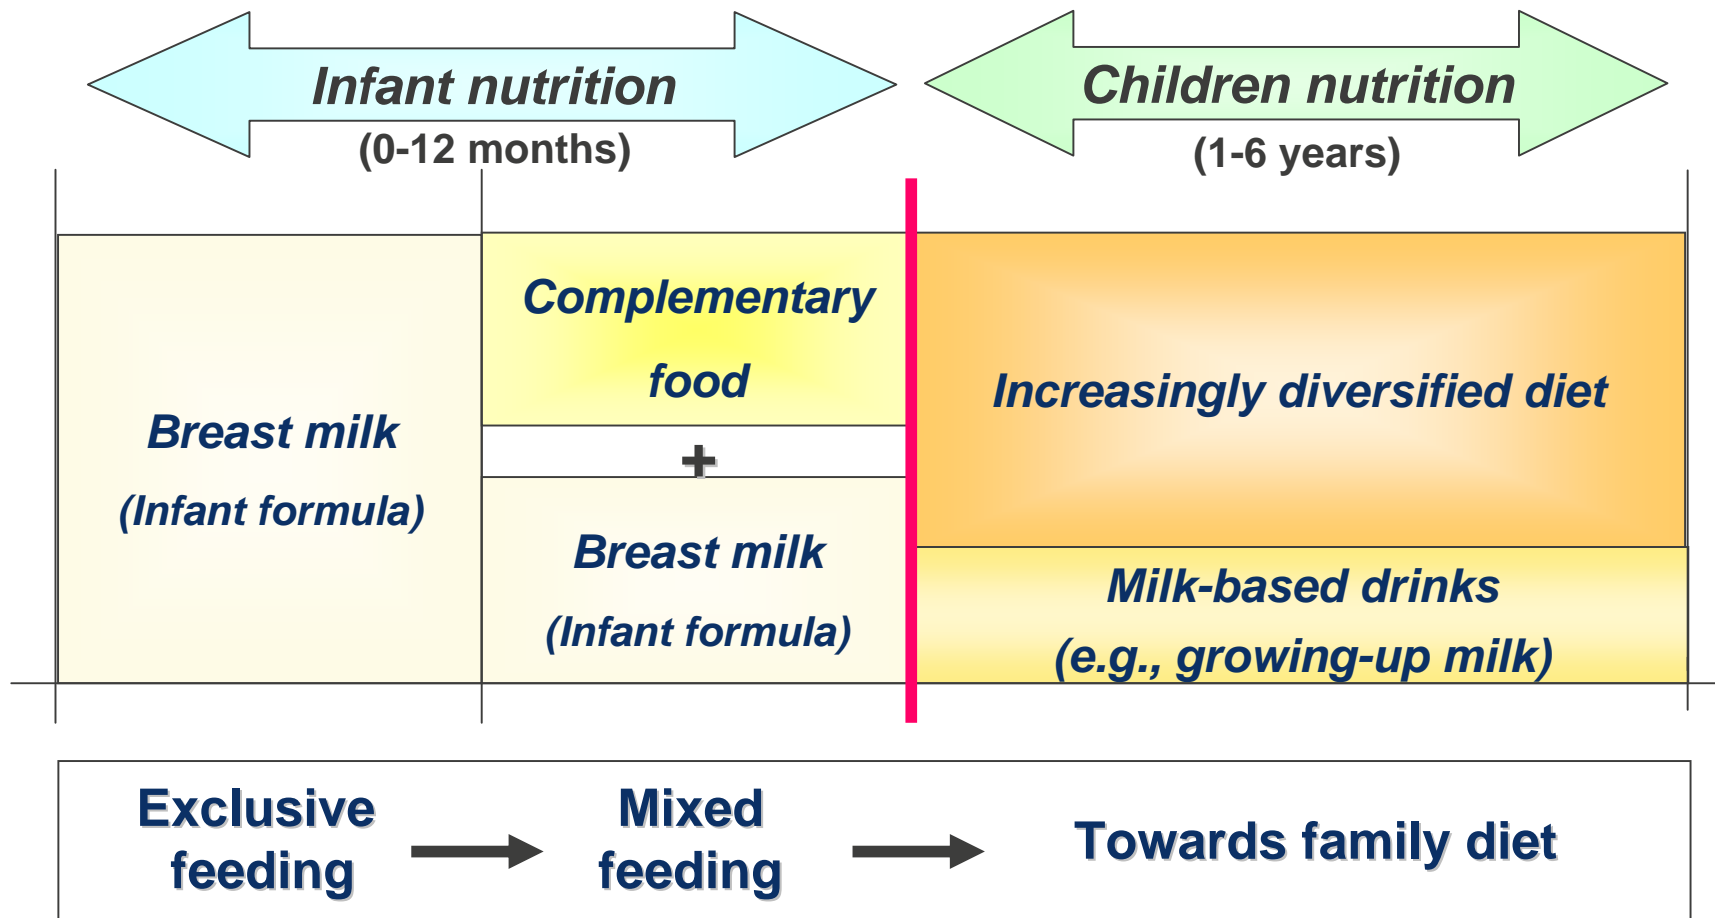 Infant nutrition
(0-12 months)
Children nutrition
(1-6 years)
Breast milk
(Infant formula)
Complementary
food
+
Breast milk
(Infant formula)
Increasingly diversified diet
Milk-based drinks
(e.g., growing-up milk)
Exclusive
feeding
Mixed
feeding
Towards family diet